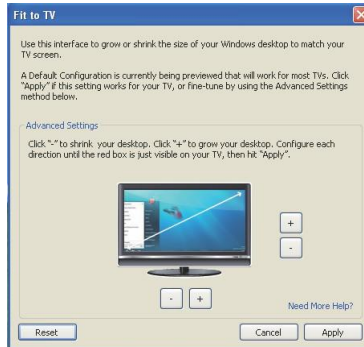 Fit to TV
Use this interface to grow or shrink the size of your Windows desktop to match your
TV screen.
A Default Configuration is currently being previewed that will work for most TVs. Click
"Apply" if this setting works for your TV, or fine-tune by using the Advanced Settings
method below.
Advanced Settings
Click "-" to shrink your desktop. Click "+" to grow your desktop. Configure each
direction until the red box is just visible on your TV, then hit "Apply".
+
-
- +
Need More Help?
Reset Cancel Apply